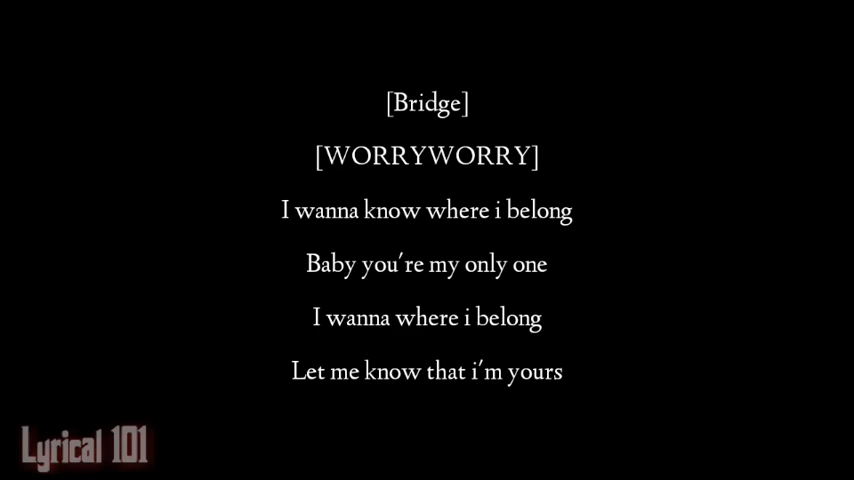 [Bridge]
[WORRYWORRY]
I wanna know where i belong
Baby you're my only one
I wanna where i belong
Let me know that i'm yours
Lyrical 101